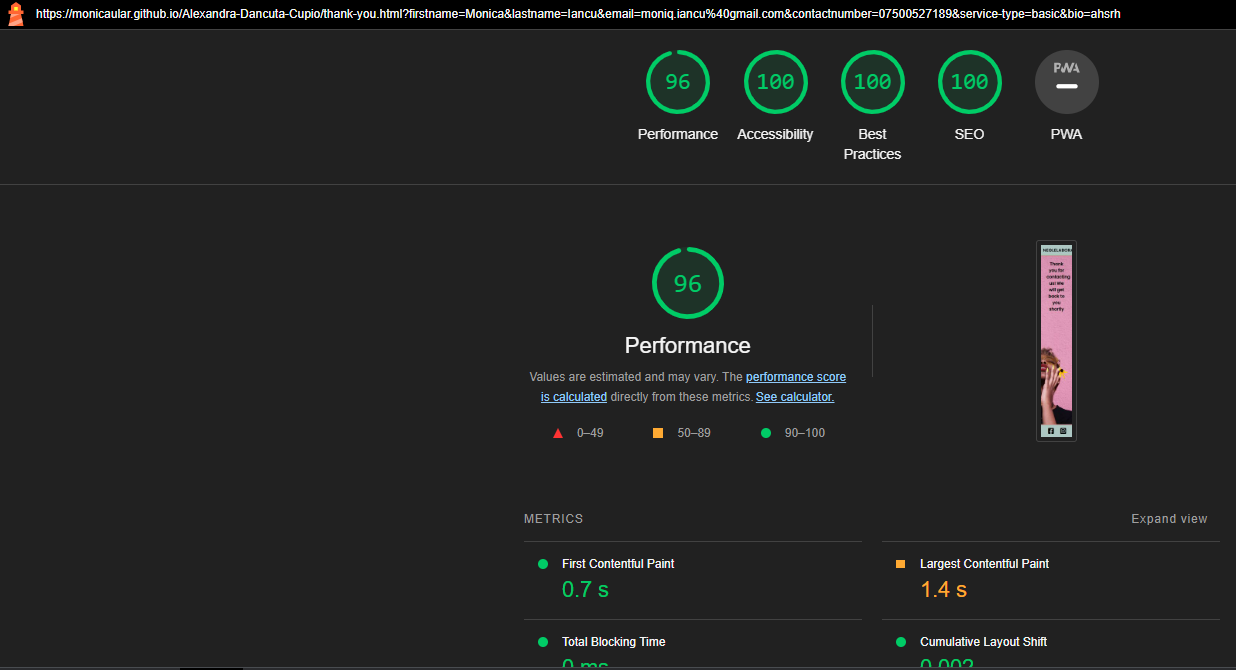 https://monicaular.github.io/Alexandra-Dancuta-Cupio/thank-you.html?firstname=Monica&lastname=Iancu&email=moniq.iancu%40gmail.com&contactnumber=07500527189&service-type=basic&bio=ahsrh
96 100 100 100 PWA
Performance Accessibility Best SEO PWA
Practices
96
Performance
Values are estimated and may vary. The performance score
is calculated directly from these metrics. See calculator.
0–49 50–89 90–100
Thank
you for
contacting
us! We
will get
back to
you
shortly
METRICS Expand view
First Contentful Paint Largest Contentful Paint
0.7 s 1.4 s
Total Blocking Time Cumulative Layout Shift
0 ms 0.002